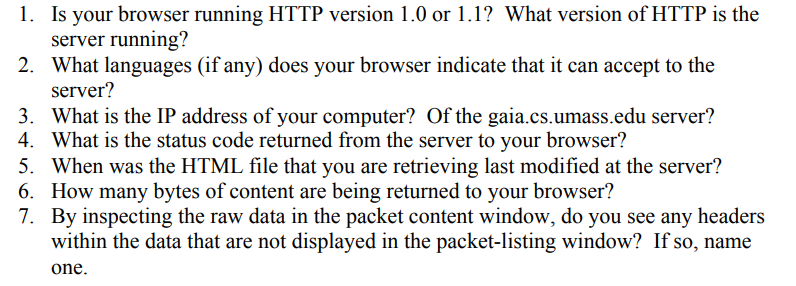 1. Is your browser running HTTP version 1.0 or 1.1?  What version of HTTP is the
server running?
2. What languages (if any) does your browser indicate that it can accept to the
server?
3. What is the IP address of your computer?  Of the gaia.cs.umass.edu server?
4. What is the status code returned from the server to your browser?
5. When was the HTML file that you are retrieving last modified at the server?
6. How many bytes of content are being returned to your browser?
7. By inspecting the raw data in the packet content window, do you see any headers
within the data that are not displayed in the packet-listing window?  If so, name
one.